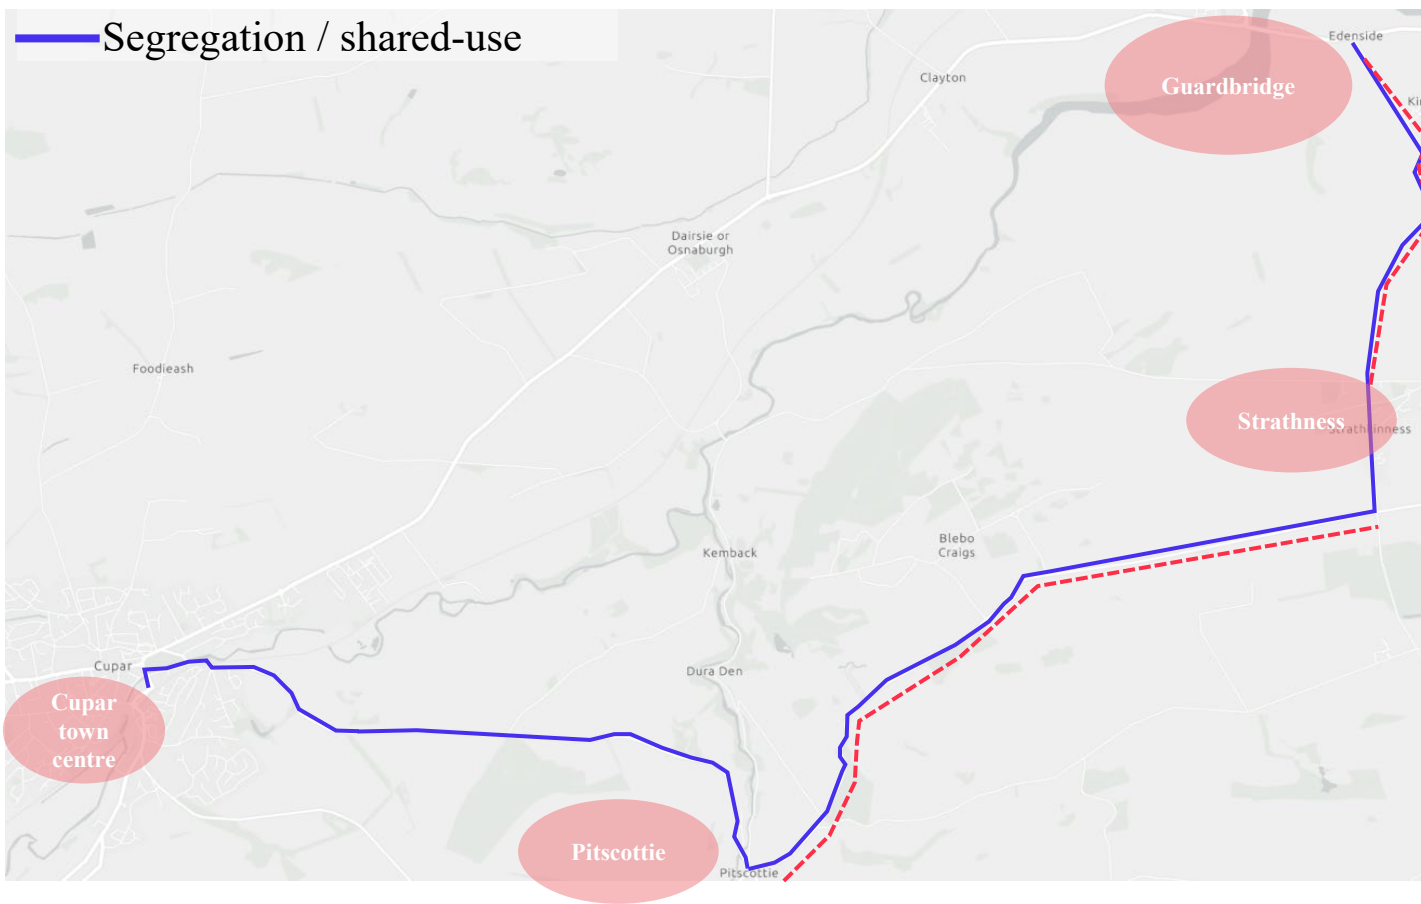 Segregation / shared-use
Edenside
Guardbridge
Clayton
Dairsie or
Osnaburgh
Foodieash
Strathness
Blebo
Craigs
Kemback
Cupar
Dura Den
Cupar
town
centre
Pitscottie
Pitscottie